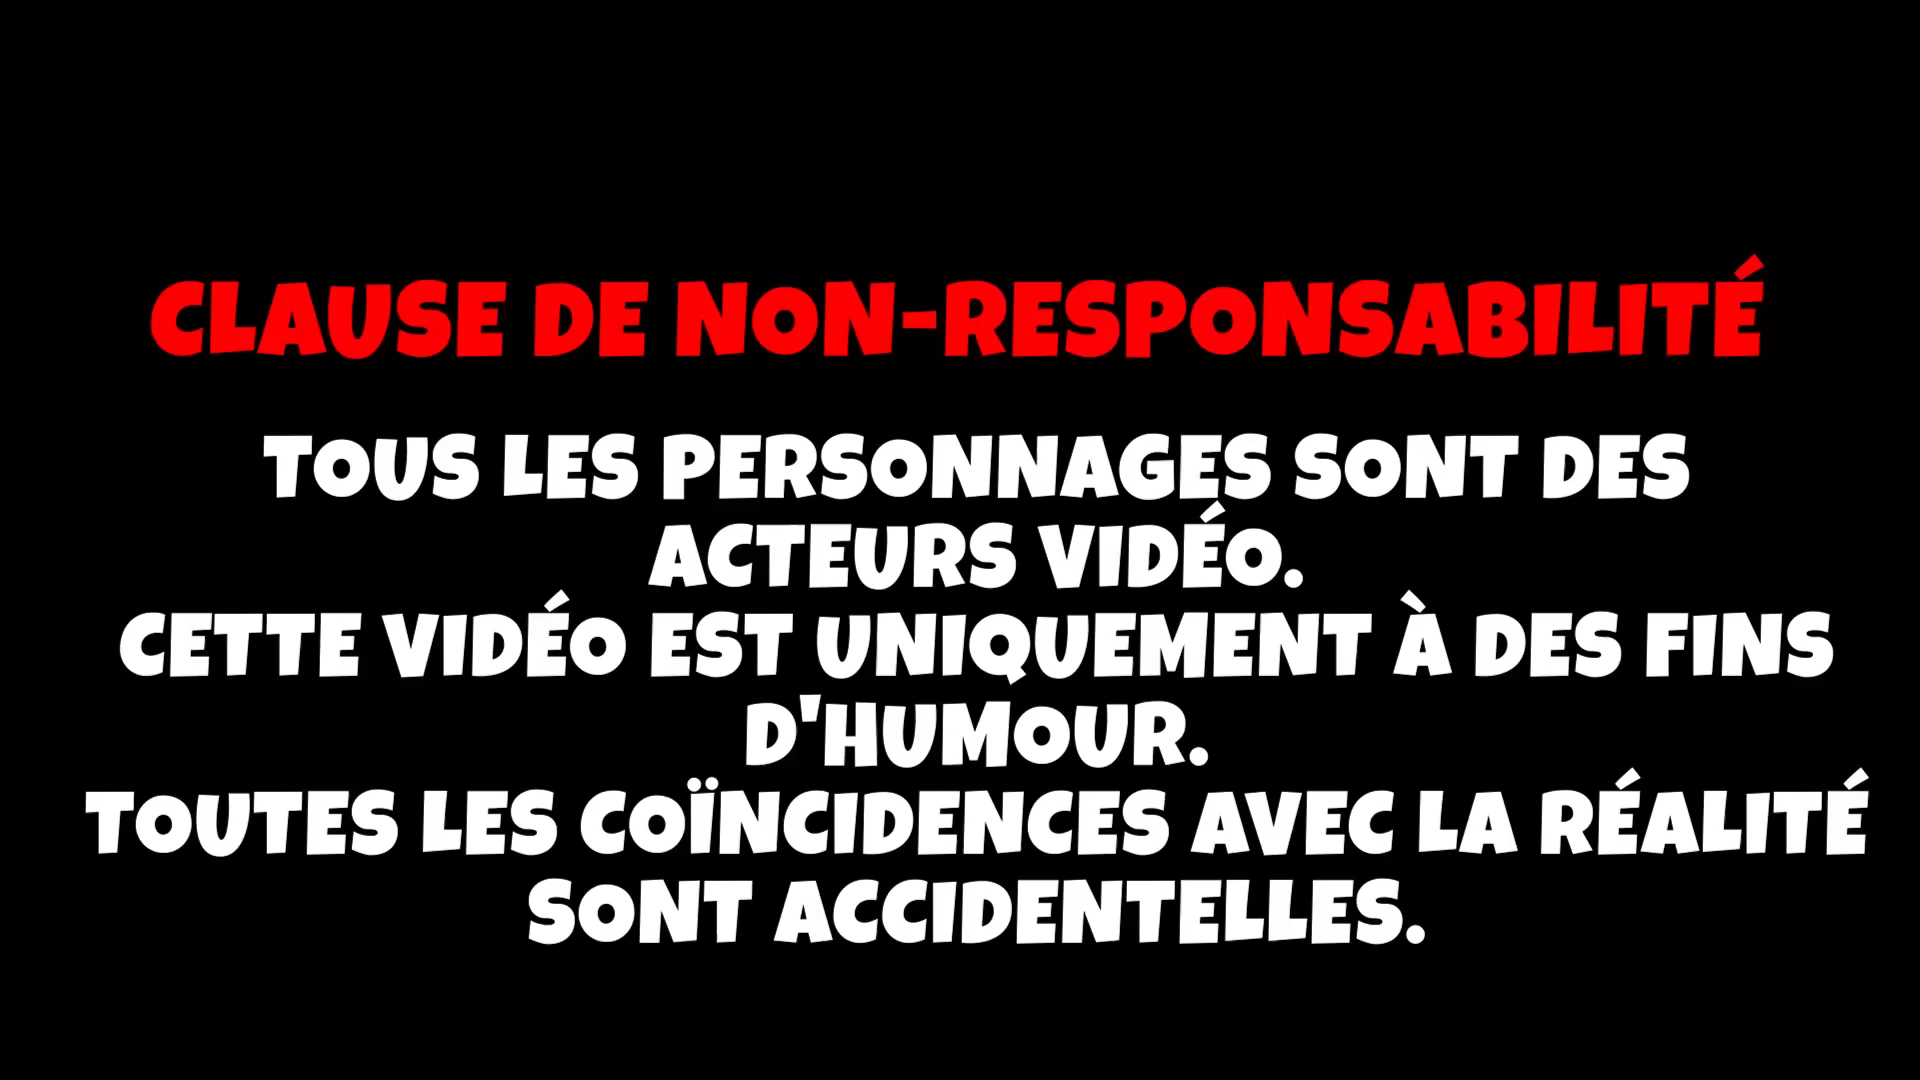 CLAUSE DE NON-RESPONSABILITÉ
TOUS LES PERSONNAGES SONT DES
ACTEURS VIDÉO.
CETTE VIDÉO EST UNIQUEMENT À DES FINS
D'HUMOUR.
TOUTES LES COÏNCIDENCES AVEC LA RÉALITÉ
SONT ACCIDENTELLES.